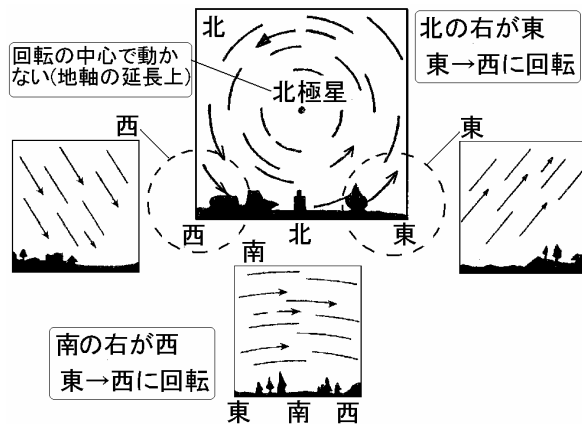 北
回転の中心で動か
ない(地軸の延長上)
北極星
北の右が東
東→西に回転
西
東
西
南
北
東
南の右が西
東→西に回転
東 南 西